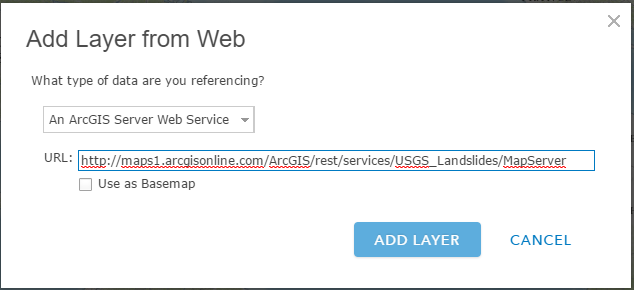 Add Layer from Web
What type of data are you referencing?
An ArcGIS Server Web Service
URL: http://maps1.arcgisonline.com/ArcGIS/rest/services/USGS_Landslides/MapServer
Use as Basemap
ADD LAYER CANCEL